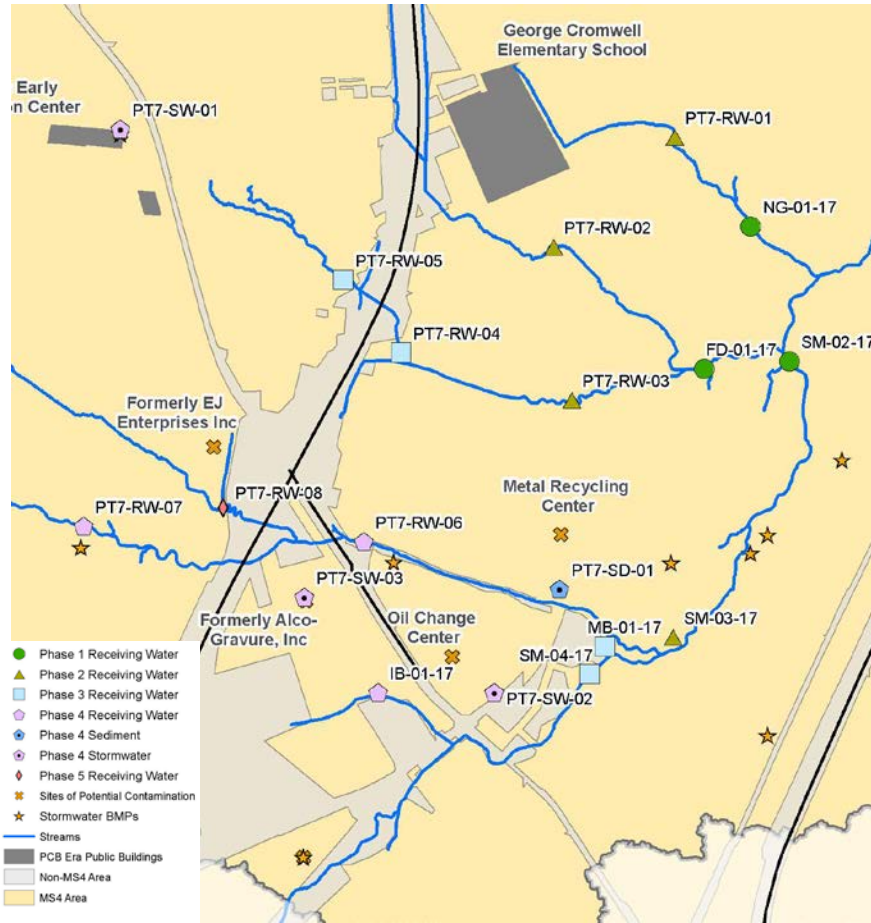 George Cromwell
Elementary School
Early
on Center
PT7-SW-01
PT7-RW-01
NG-01-17
PT7-RW-02
PT7-RW-05
PT7-RW-04
FD-01-17
SM-02-17
PT7-RW-03
Formerly EJ
Enterprises Inc
Metal Recycling
Center
PT7-RW-08
PT7-RW-07
PT7-RW-06
PT7-SW-03
PT7-SD-01
Formerly Alco-
Gravure, Inc
Oil Change
Center
MB-01-17
SM-03-17
SM-04-17
IB-01-17
PT7-SW-02
Phase 1 Receiving Water
Phase 2 Receiving Water
Phase 3 Receiving Water
Phase 4 Receiving Water
Phase 4 Sediment
Phase 4 Stormwater
Phase 5 Receiving Water
Sites of Potential Contamination
Stormwater BMPs
Streams
PCB Era Public Buildings
Non-MS4 Area
MS4 Area